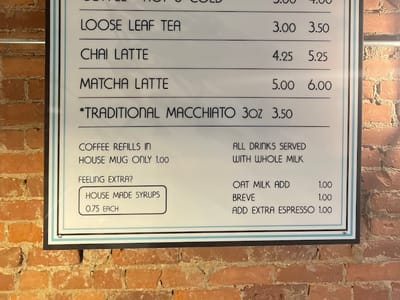 LOOSE LEAF TEA 3.00 3.50
CHAI LATTE 4.25 5.25
MATCHA LATTE 5.00 6.00
*TRADITIONAL MACCHIATO 3OZ 3.50
COFFEE REFILLS IN
HOUSE MUG ONLY 1.00
ALL DRINKS SERVED
WITH WHOLE MILK
FEELING EXTRA?
HOUSE MADE SYRUPS
0.75 EACH
OAT MILK ADD 1.00
BREVE 1.00
ADD EXTRA ESPRESSO 1.00